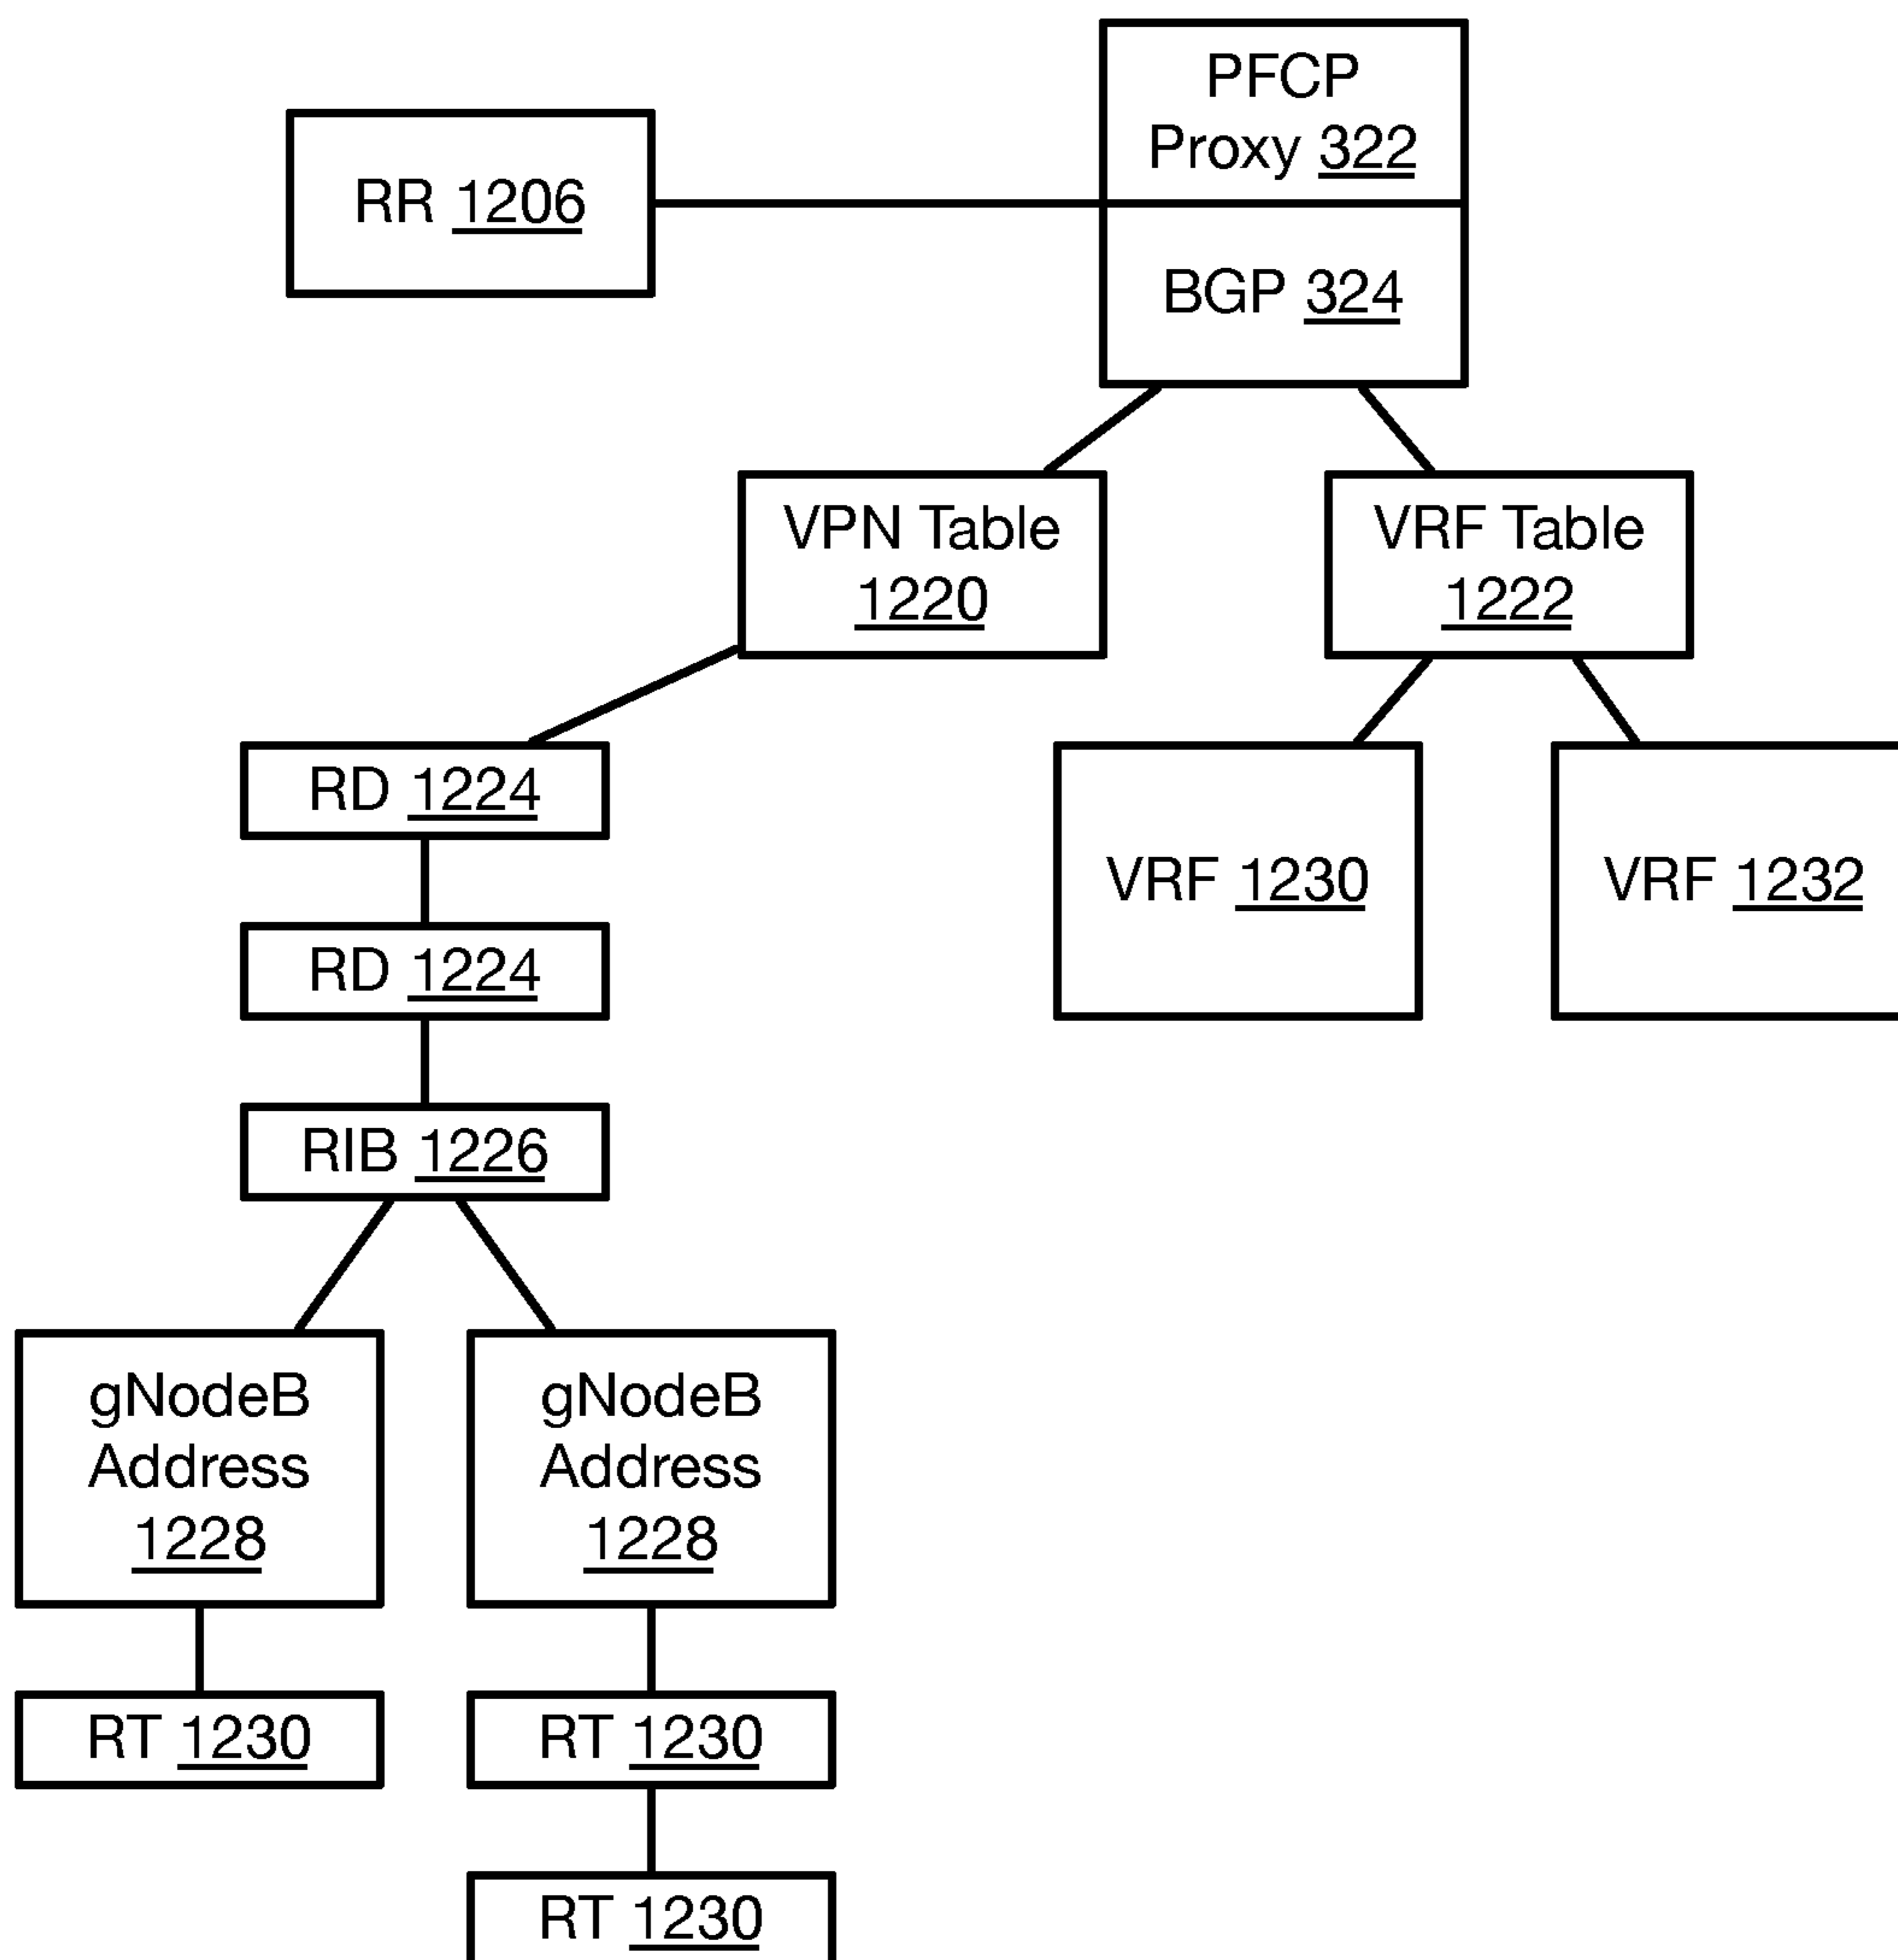 PFCP
Proxy 322
RR 1206
BGP 324
VPN Table
1220
VRF Table
1222
RD 1224
VRF 1230
VRF 1232
RD 1224
RIB 1226
gNodeB
Address
1228
gNodeB
Address
1228
RT 1230
RT 1230
RT 1230